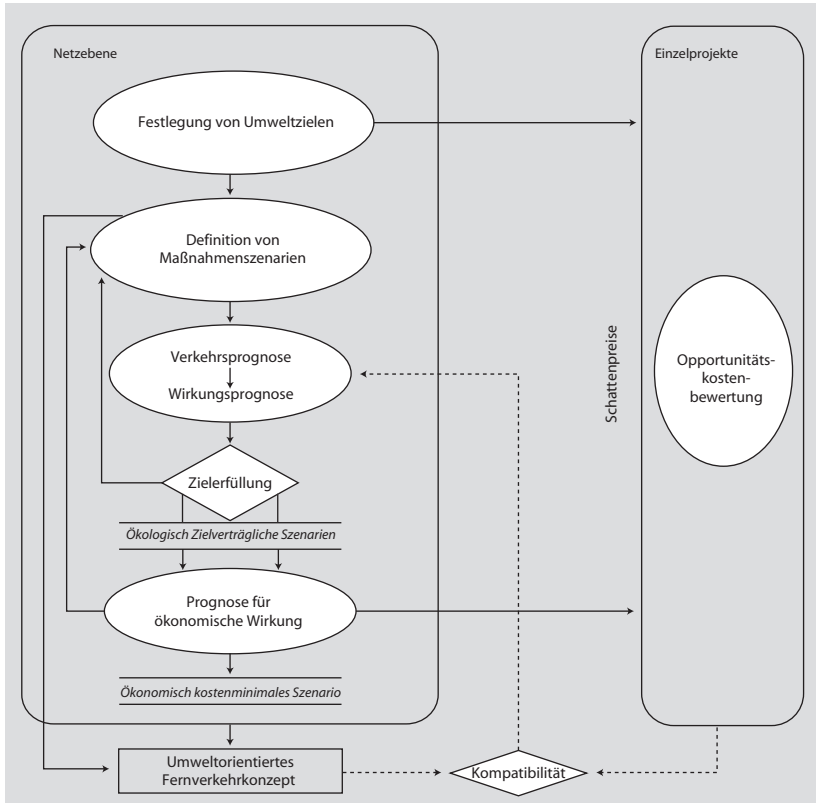 Netzebene
Einzelprojekte
Festlegung von Umweltzielen
Definition von
Maßnahmenszenarien
Verkehrsprognose
Wirkungsprognose
Schattenpreise
Opportunitäts-
kosten-
bewertung
Zielerfüllung
Ökologisch Zielverträgliche Szenarien
Prognose für
ökonomische Wirkung
Ökonomisch kostenminimales Szenario
Umweltorientiertes
Fernverkehrkonzept
Kompatibilität